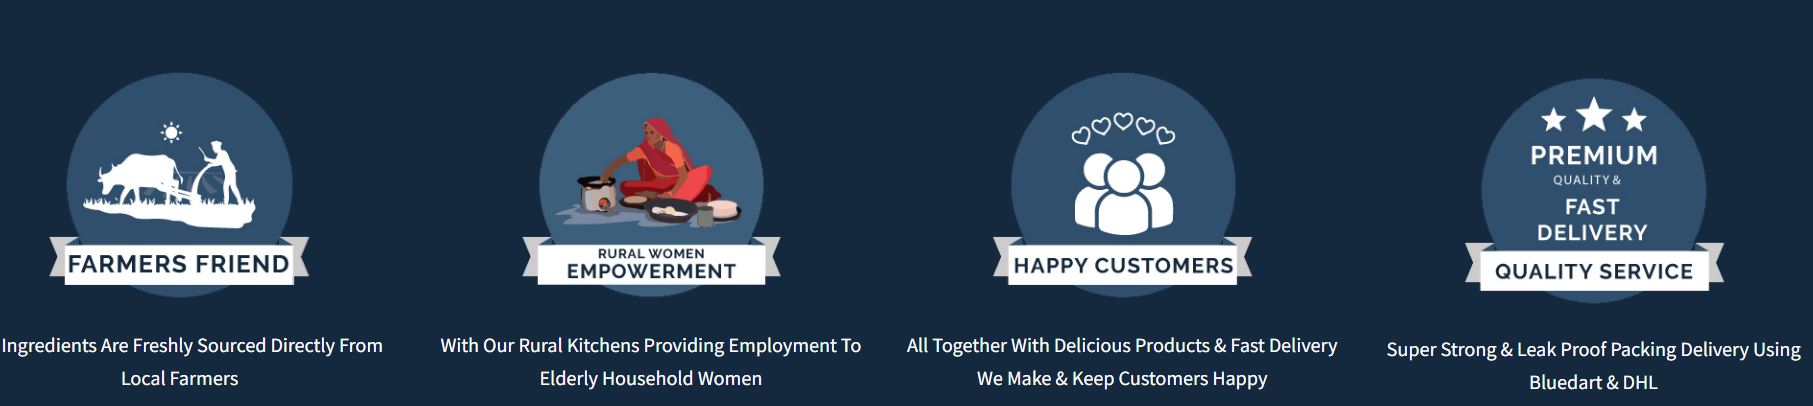 FARMERS FRIEND
Ingredients Are Freshly Sourced Directly From
Local Farmers
RURAL WOMEN
EMPOWERMENT
With Our Rural Kitchens Providing Employment To
Elderly Household Women
HAPPY CUSTOMERS
All Together With Delicious Products & Fast Delivery
We Make & Keep Customers Happy
PREMIUM
QUALITY &
FAST
DELIVERY
QUALITY SERVICE
Super Strong & Leak Proof Packing Delivery Using
Bluedart & DHL